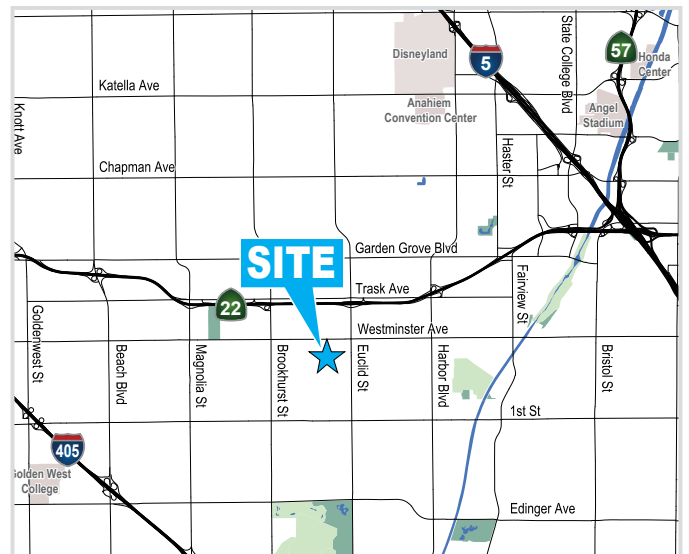 Disneyland
5
State College Blvd
57
Honda
Center
Katella Ave
Anahiem
Convention Center
Angel
Stadium
Knott Ave
Chapman Ave
Haster St
SITE
Garden Grove Blvd
Trask Ave
22
Fairview St
Westminster Ave
Goldenwest St
Beach Blvd
Magnolia St
Brookhurst St
Euclid St
Harbor Blvd
Bristol St
1st St
405
Golden West
College
Edinger Ave